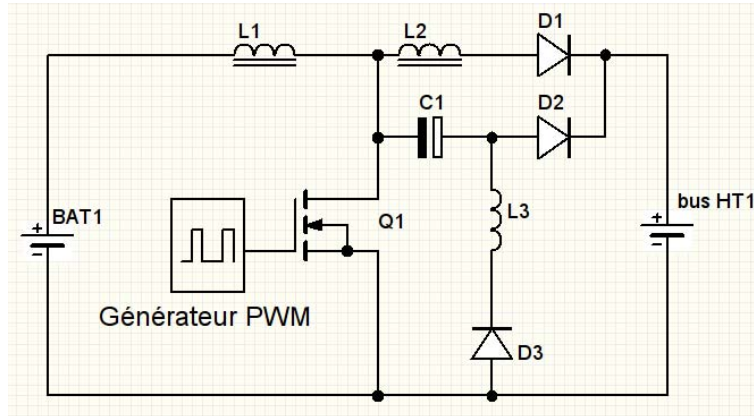 L1
L2
D1
C1
D2
BAT1
Q1
L3
bus HT1
Générateur PWM
D3